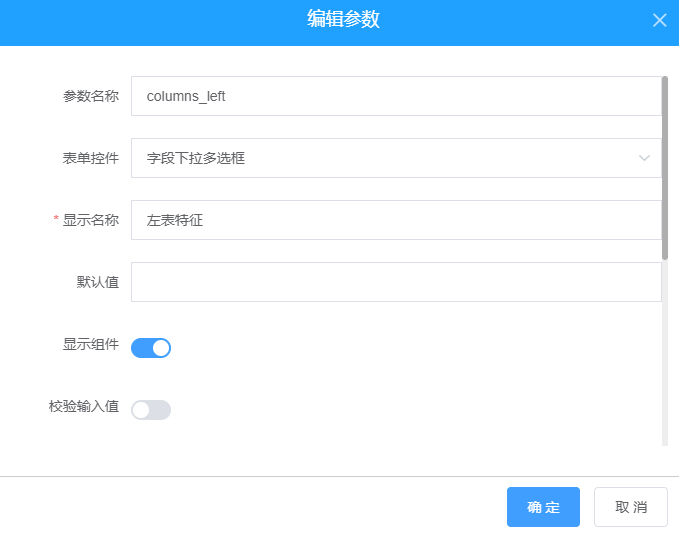 编辑参数
参数名称 columns_left
表单控件 字段下拉多选框
* 显示名称 左表特征
默认值
显示组件
校验输入值
确 定 取 消